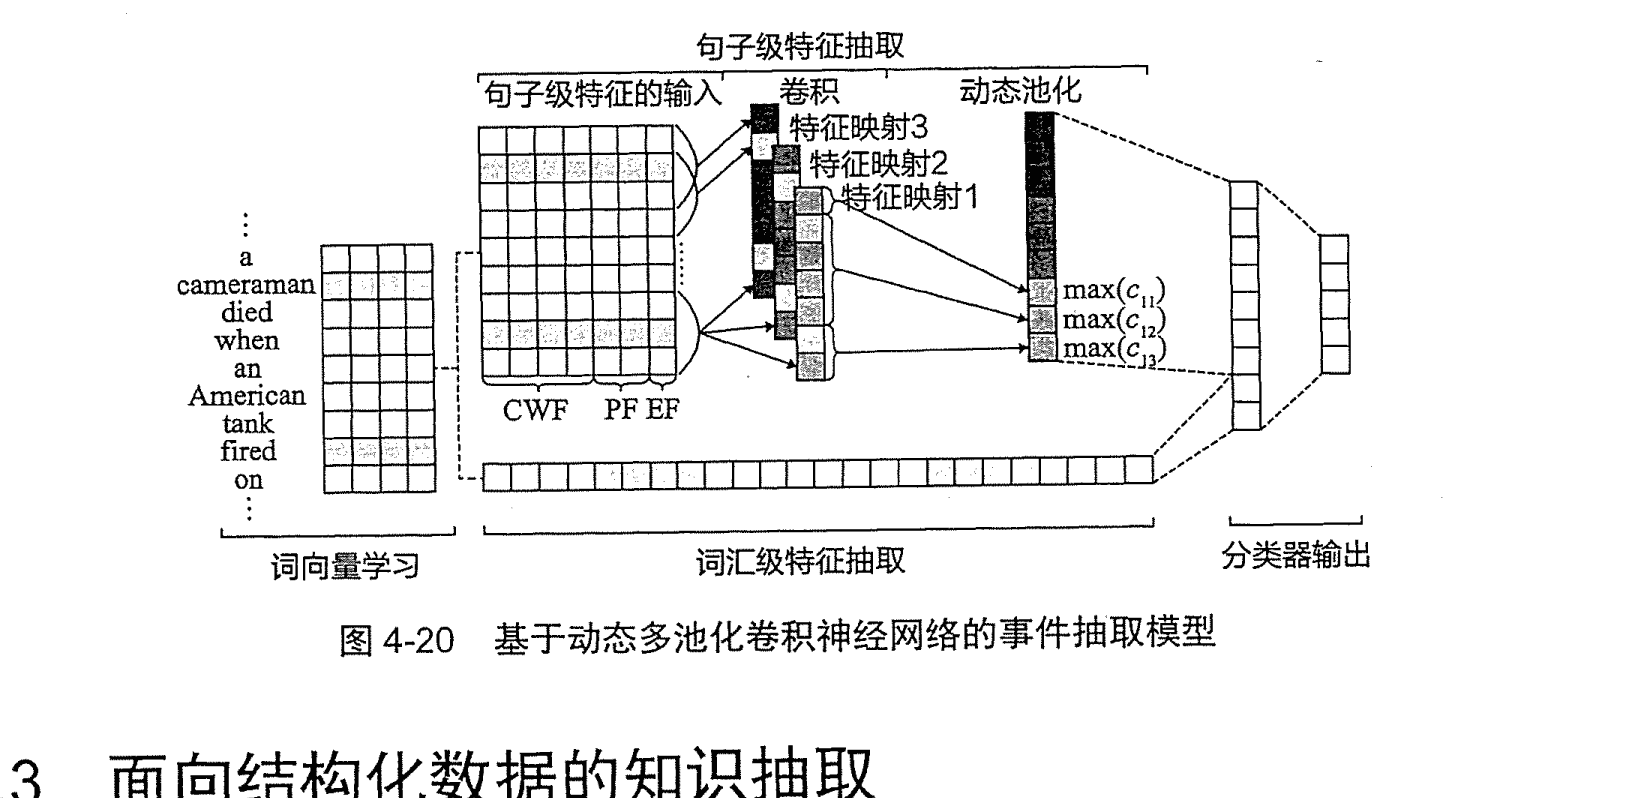 句子级特征抽取
句子级特征的输入
卷积
动态池化
特征映射3
特征映射2
特征映射1
⋮
a
cameraman
died
when
an
American
tank
fired
on
⋮
max(c11)
max(c12)
max(c13)
CWF
PF
EF
词向量学习
词汇级特征抽取
分类器输出
图 4-20 基于动态多池化卷积神经网络的事件抽取模型
.3 面向结构化数据的知识抽取